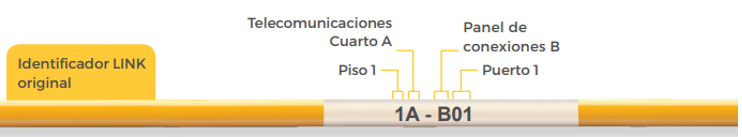 Telecomunicaciones
Cuarto A
Panel de
conexiones B
Identificador LINK
original
Piso 1
Puerto 1
1A - B01